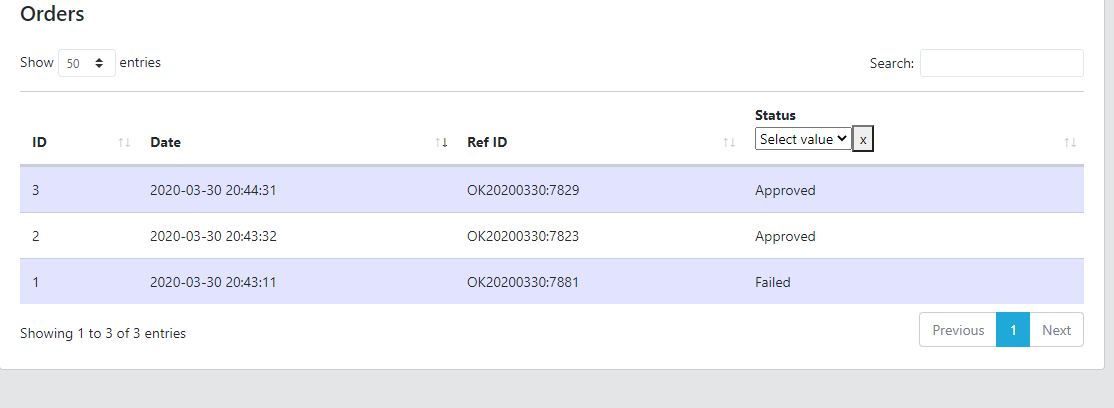 Orders
Show 50 entries Search:
Status
ID Date Ref ID Select value x
3 2020-03-30 20:44:31 OK20200330:7829 Approved
2 2020-03-30 20:43:32 OK20200330:7823 Approved
1 2020-03-30 20:43:11 OK20200330:7881 Failed
Showing 1 to 3 of 3 entries Previous 1 Next